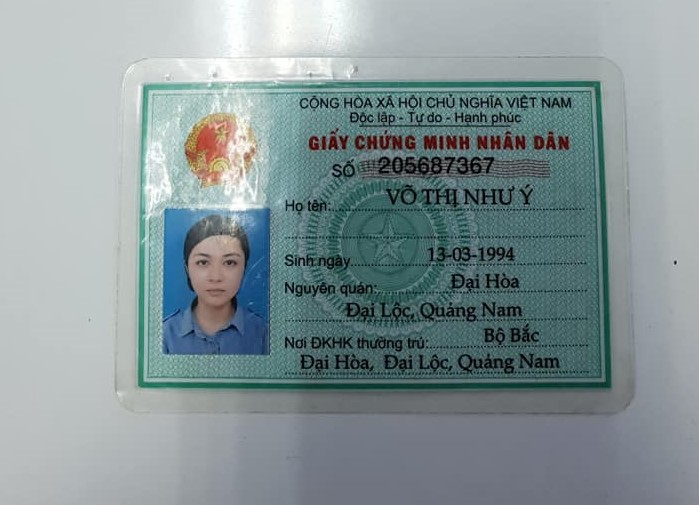 CỘNG HÒA XÃ HỘI CHỦ NGHĨA VIỆT NAM
Độc lập - Tự do - Hạnh phúc
GIẤY CHỨNG MINH NHÂN DÂN
SỐ 205687367
Họ tên: VÕ THỊ NHƯ Ý
Sinh ngày 13-03-1994
Nguyên quán: Đại Hòa
Đại Lộc, Quảng Nam
Nơi ĐKHK thường trú: Bộ Bắc
Đại Hòa, Đại Lộc, Quảng Nam